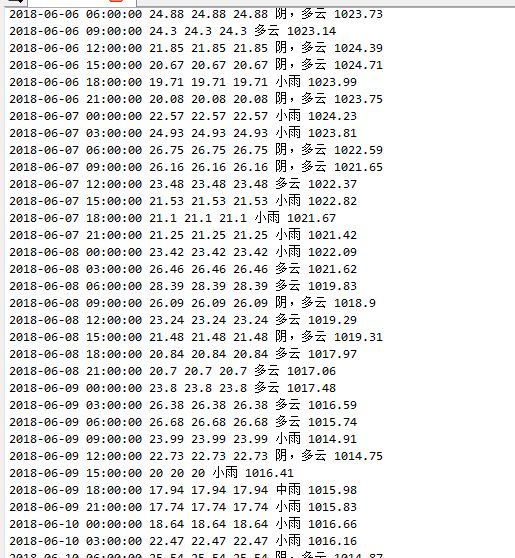 2018-06-06 06:00:00 24.88 24.88 24.88 阴，多云 1023.73
2018-06-06 09:00:00 24.3 24.3 24.3 多云 1023.14
2018-06-06 12:00:00 21.85 21.85 21.85 阴，多云 1024.39
2018-06-06 15:00:00 20.67 20.67 20.67 阴，多云 1024.71
2018-06-06 18:00:00 19.71 19.71 19.71 小雨 1023.99
2018-06-06 21:00:00 20.08 20.08 20.08 阴，多云 1023.75
2018-06-07 00:00:00 22.57 22.57 22.57 小雨 1024.23
2018-06-07 03:00:00 24.93 24.93 24.93 小雨 1023.81
2018-06-07 06:00:00 26.75 26.75 26.75 阴，多云 1022.59
2018-06-07 09:00:00 26.16 26.16 26.16 阴，多云 1021.65
2018-06-07 12:00:00 23.48 23.48 23.48 多云 1022.37
2018-06-07 15:00:00 21.53 21.53 21.53 小雨 1022.82
2018-06-07 18:00:00 21.1 21.1 21.1 小雨 1021.67
2018-06-07 21:00:00 21.25 21.25 21.25 小雨 1021.42
2018-06-08 00:00:00 23.42 23.42 23.42 小雨 1022.09
2018-06-08 03:00:00 26.46 26.46 26.46 多云 1021.62
2018-06-08 06:00:00 28.39 28.39 28.39 多云 1019.83
2018-06-08 09:00:00 26.09 26.09 26.09 阴，多云 1018.9
2018-06-08 12:00:00 23.24 23.24 23.24 多云 1019.29
2018-06-08 15:00:00 21.48 21.48 21.48 阴，多云 1019.31
2018-06-08 18:00:00 20.84 20.84 20.84 多云 1017.97
2018-06-08 21:00:00 20.7 20.7 20.7 多云 1017.06
2018-06-09 00:00:00 23.8 23.8 23.8 多云 1017.48
2018-06-09 03:00:00 26.38 26.38 26.38 多云 1016.59
2018-06-09 06:00:00 26.68 26.68 26.68 多云 1015.74
2018-06-09 09:00:00 23.99 23.99 23.99 小雨 1014.91
2018-06-09 12:00:00 22.73 22.73 22.73 阴，多云 1014.75
2018-06-09 15:00:00 20 20 20 小雨 1016.41
2018-06-09 18:00:00 17.94 17.94 17.94 中雨 1015.98
2018-06-09 21:00:00 17.74 17.74 17.74 小雨 1015.83
2018-06-10 00:00:00 18.64 18.64 18.64 小雨 1016.66
2018-06-10 03:00:00 22.47 22.47 22.47 小雨 1016.16
2018-06-10 06:00:00 25.54 25.54 25.54 阴，多云 1014.87